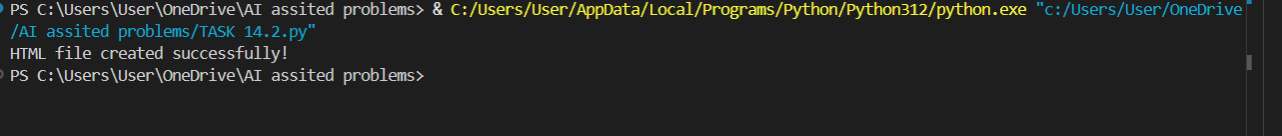 PS C:\Users\User\OneDrive\AI assited problems> & C:/Users/User/AppData/Local/Programs/Python/Python312/python.exe "c:/Users/User/OneDrive
/AI assited problems/TASK 14.2.py"
HTML file created successfully!
PS C:\Users\User\OneDrive\AI assited problems>